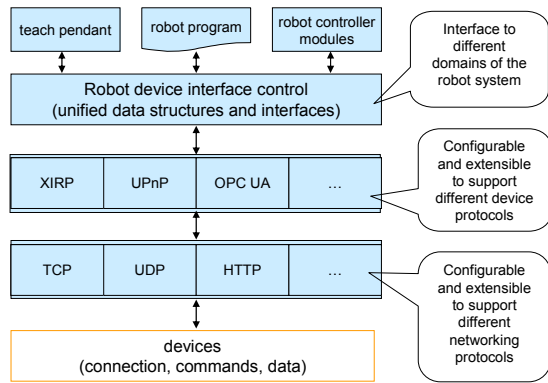 teach pendant
robot program
robot controller
modules
Interface to
different
domains of the
robot system
Robot device interface control
(unified data structures and interfaces)
XIRP
UPnP
OPC UA
…
Configurable
and extensible
to support
different device
protocols
TCP
UDP
HTTP
…
Configurable
and extensible
to support
different
networking
protocols
devices
(connection, commands, data)